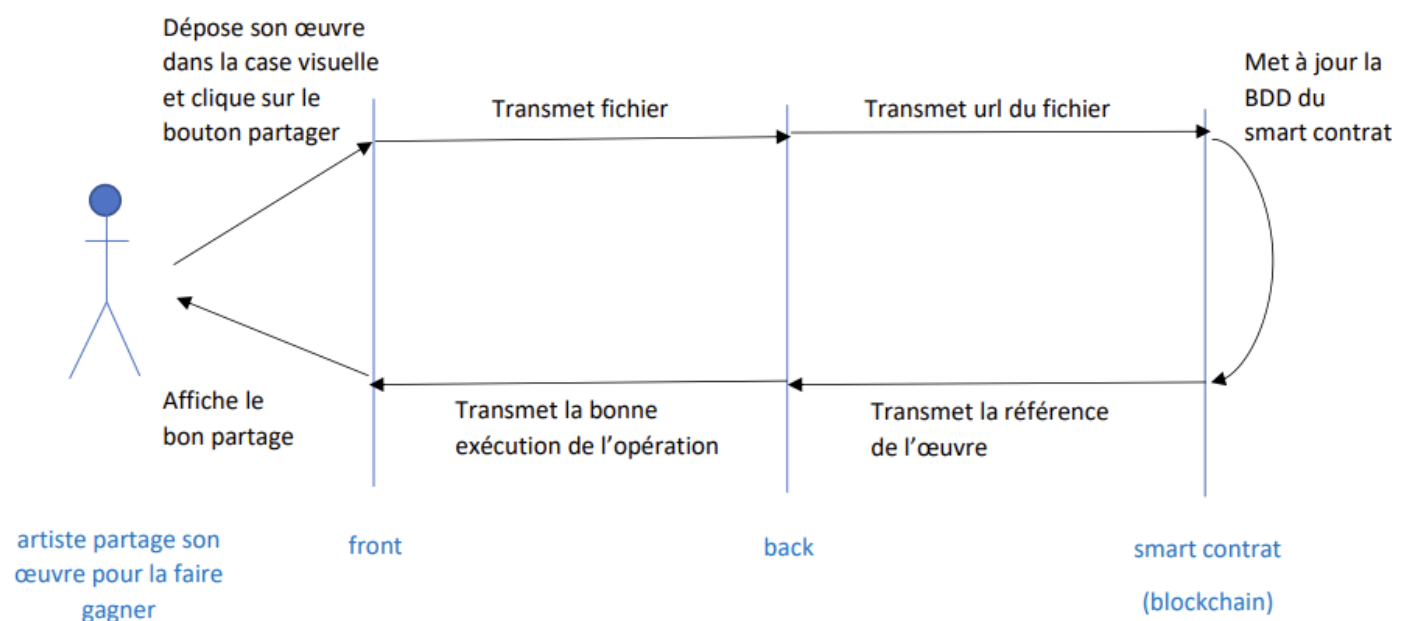 Dépose son œuvre
dans la case visuelle
et clique sur le
bouton partager
Transmet fichier
Transmet url du fichier
Met à jour la
BDD du
smart contrat
Affiche le
bon partage
Transmet la bonne
exécution de l’opération
Transmet la référence
de l’œuvre
artiste partage son
œuvre pour la faire
gagner
front
back
smart contrat
(blockchain)